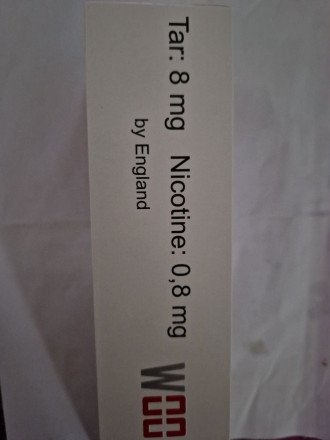 Tar: 8 mg Nicotine: 0,8 mg
by England